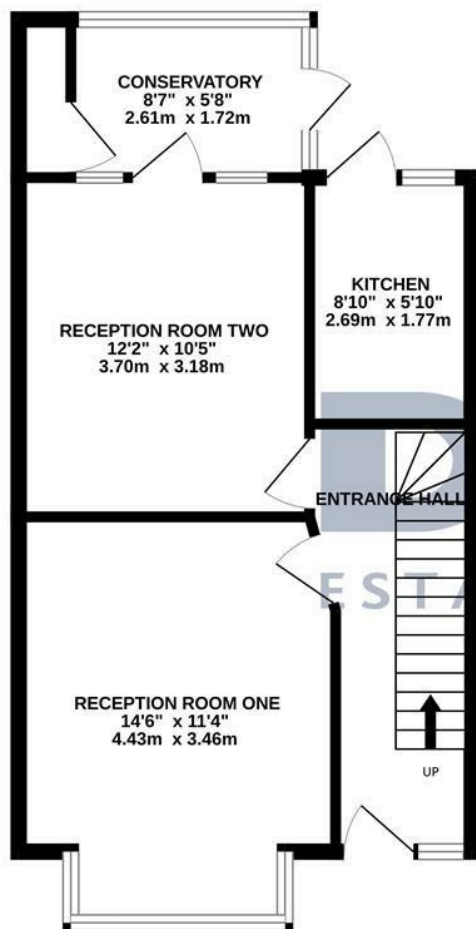 CONSERVATORY
8'7" x 5'8"
2.61m x 1.72m
KITCHEN
8'10" x 5'10"
2.69m x 1.77m
RECEPTION ROOM TWO
12'2" x 10'5"
3.70m x 3.18m
ENTRANCE HALL
ESTA
RECEPTION ROOM ONE
14'6" x 11'4"
4.43m x 3.46m
UP